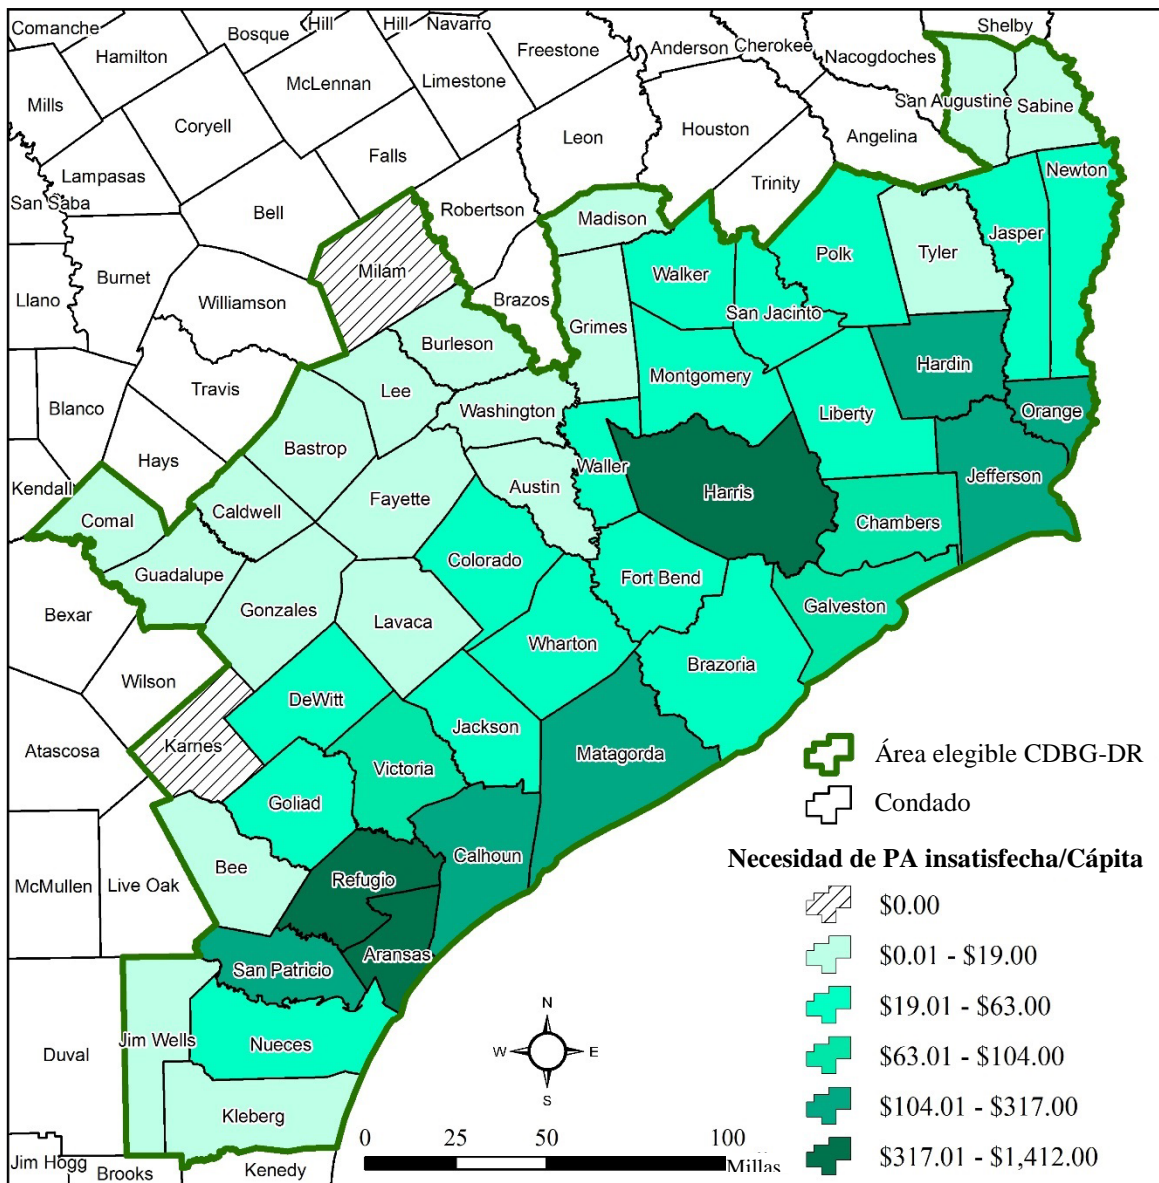 Comanche
Hamilton
Bosque
Hill
Hill
Navarro
Freestone
Anderson
Cherokee
Nacogdoches
Shelby
Mills
Coryell
McLennan
Limestone
Leon
Houston
Angelina
San Augustine
Sabine
Lampasas
Falls
Trinity
Newton
San Saba
Bell
Robertson
Madison
Jasper
Burnet
Milam
Walker
Polk
Tyler
Llano
Williamson
Brazos
Grimes
San Jacinto
Burleson
Hardin
Travis
Lee
Montgomery
Blanco
Washington
Liberty
Orange
Bastrop
Hays
Waller
Kendall
Fayette
Austin
Harris
Jefferson
Comal
Caldwell
Chambers
Colorado
Guadalupe
Fort Bend
Bexar
Gonzales
Lavaca
Galveston
Wharton
Brazoria
Wilson
DeWitt
Jackson
Atascosa
Karnes
Matagorda
Victoria
Goliad
Calhoun
Bee
McMullen
Live Oak
Refugio
Aransas
San Patricio
Duval
Jim Wells
Nueces
Kleberg
Jim Hogg
Brooks
Kenedy
N
W
E
S
0
25
50
100
Millas
Área elegible CDBG-DR
Condado
Necesidad de PA insatisfecha/Cápita
$0.00
$0.01 - $19.00
$19.01 - $63.00
$63.01 - $104.00
$104.01 - $317.00
$317.01 - $1,412.00